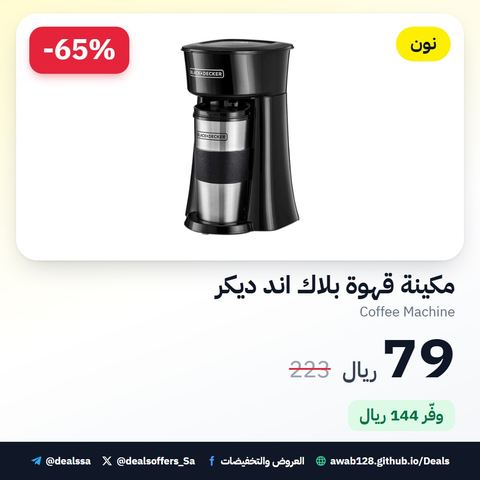 -65%
نون
BLACK+DECKER
BLACK+DECKER
مكينة قهوة بلاك اند ديكر
Coffee Machine
79 ريال 223
وفّر 144 ريال
@dealssa @dealsoffers_Sa العروض والتخفيضات awab128.github.io/Deals